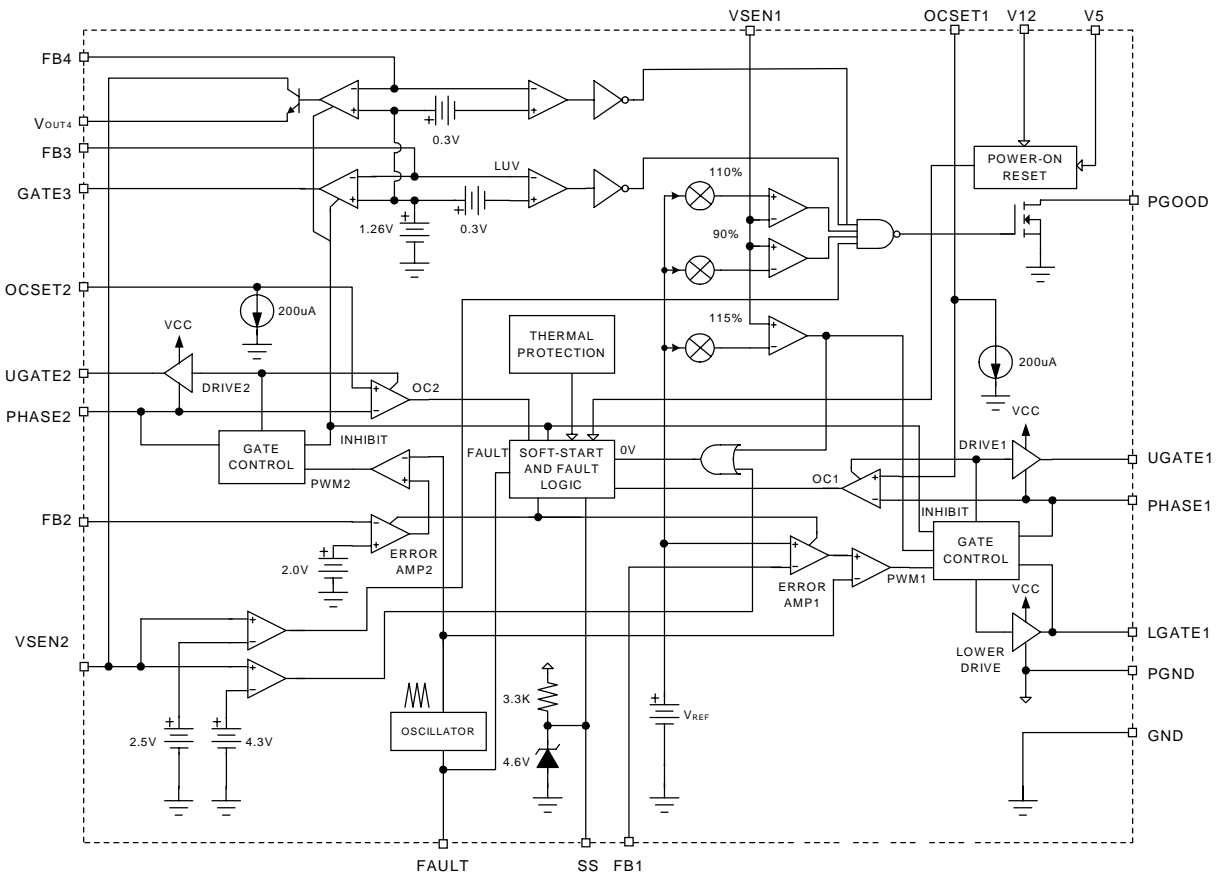 VSEN1
OCSET1
V12
V5
FB4
VOUT4
0.3V
FB3
LUV
GATE3
1.26V
0.3V
110%
90%
115%
POWER-ON
RESET
PGOOD
OCSET2
200uA
VCC
UGATE2
DRIVE2
PHASE2
OC2
THERMAL
PROTECTION
200uA
VCC
GATE
CONTROL
INHIBIT
PWM2
FAULT
SOFT-START
AND FAULT
LOGIC
0V
OC1
DRIVE1
UGATE1
PHASE1
INHIBIT
GATE
CONTROL
FB2
2.0V
ERROR
AMP2
ERROR
AMP1
PWM1
VCC
LOWER
DRIVE
LGATE1
PGND
VSEN2
2.5V
4.3V
OSCILLATOR
3.3K
4.6V
VREF
GND
FAULT
SS
FB1